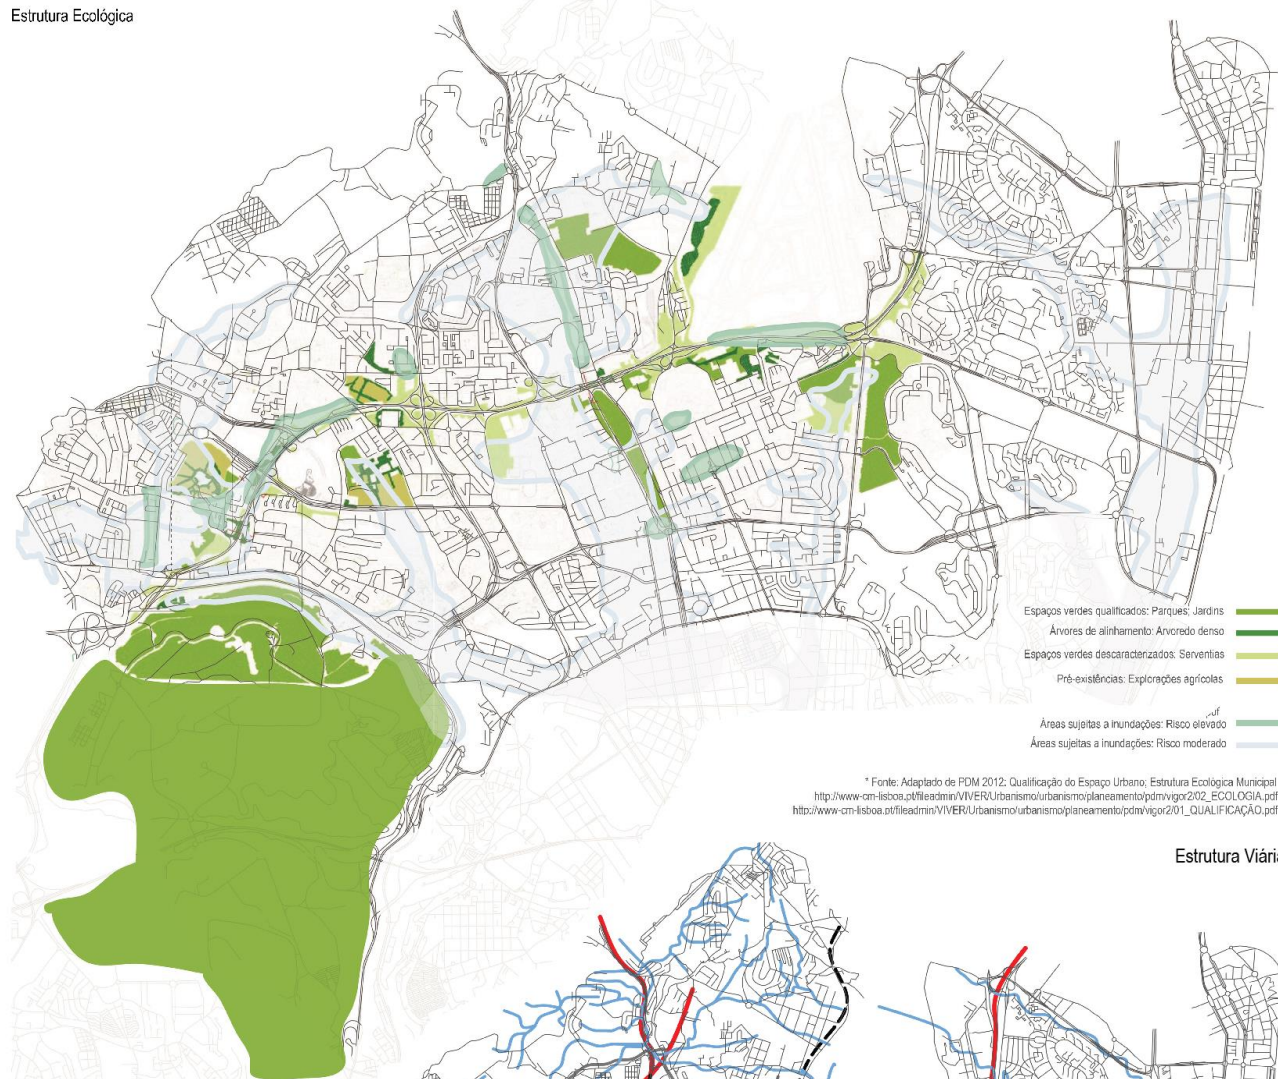 Estrutura Ecológica
Espaços verdes qualificados: Parques; Jardins
Árvores de alinhamento: Arvoredo denso
Espaços verdes descaracterizados: Serventias
Pré-existências: Explorações agrícolas
Áreas sujeitas a inundações: Risco elevado
Áreas sujeitas a inundações: Risco moderado
* Fonte: Adaptado de PDM 2012: Qualificação do Espaço Urbano; Estrutura Ecológica Municipal
http://www-cm-lisboa.pt/fileadmin/VIVER/Urbanismo/urbanismo/planeamento/pdm/vigor2/02_ECOLOGIA.pdf
http://www-cm-lisboa.pt/fileadmin/VIVER/Urbanismo/urbanismo/planeamento/pdm/vigor2/01_QUALIFICAÇÃO.pdf
Estrutura Viária